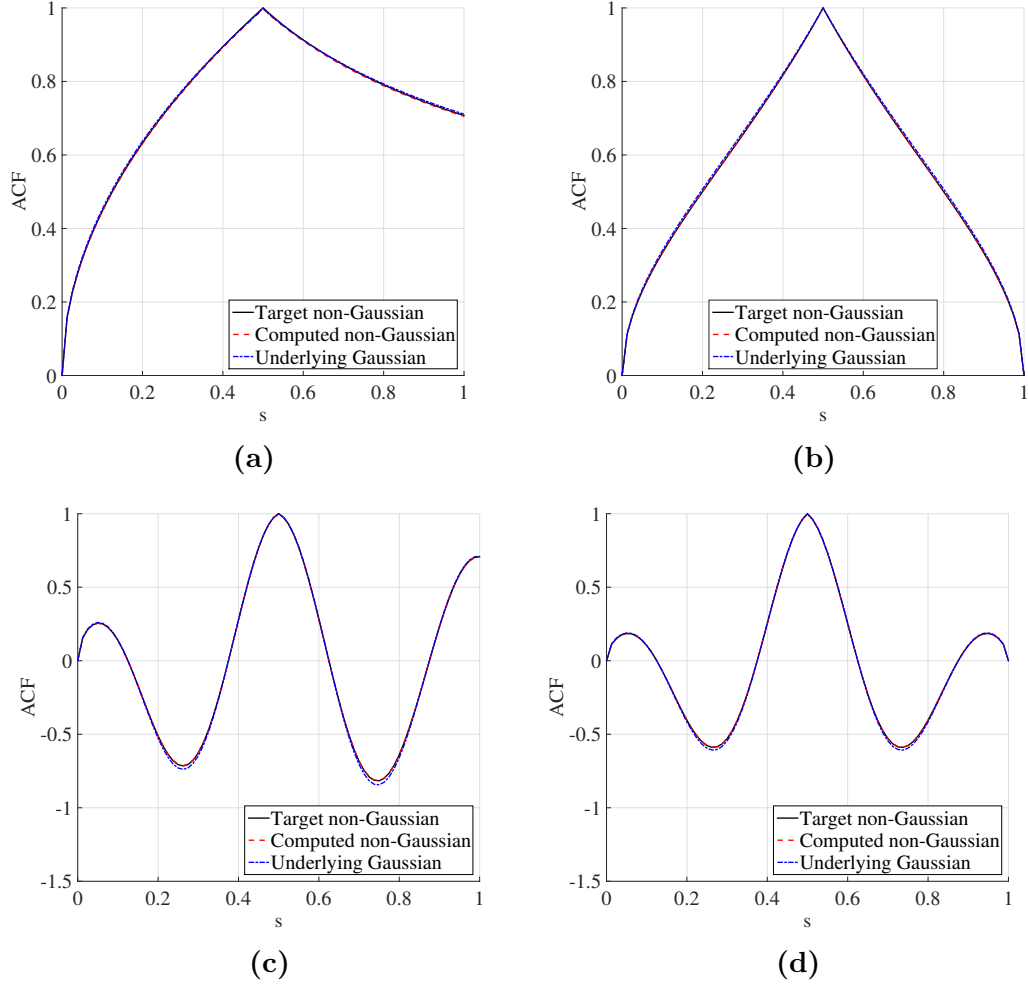 1
0.8
0.6
0.4
0.2
0
ACF
Target non-Gaussian
Computed non-Gaussian
Underlying Gaussian
0 0.2 0.4 0.6 0.8 1
s
(a)
1
0.8
0.6
0.4
0.2
0
ACF
Target non-Gaussian
Computed non-Gaussian
Underlying Gaussian
0 0.2 0.4 0.6 0.8 1
s
(b)
1
0.5
0
-0.5
-1
-1.5
ACF
Target non-Gaussian
Computed non-Gaussian
Underlying Gaussian
0 0.2 0.4 0.6 0.8 1
s
(c)
1
0.5
0
-0.5
-1
-1.5
ACF
Target non-Gaussian
Computed non-Gaussian
Underlying Gaussian
0 0.2 0.4 0.6 0.8 1
s
(d)